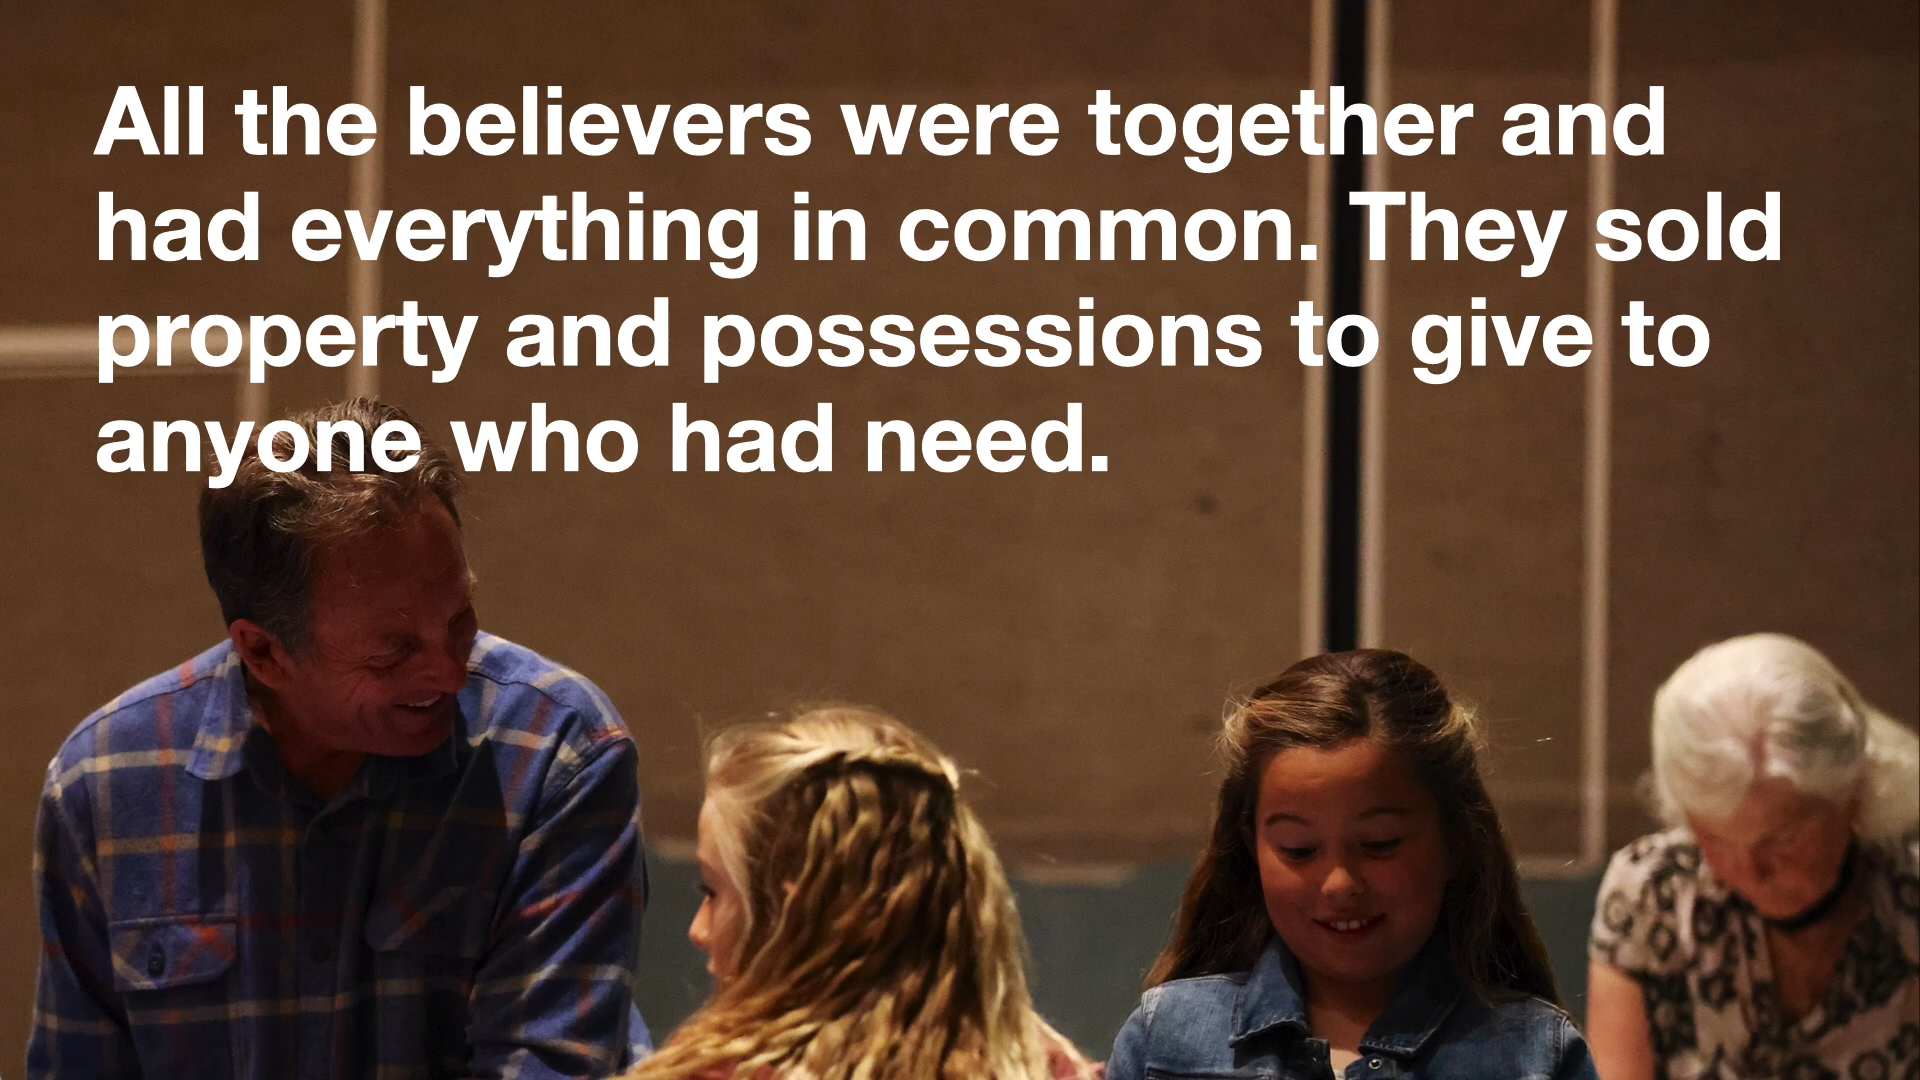 All the believers were together and
had everything in common. They sold
property and possessions to give to
anyone who had need.